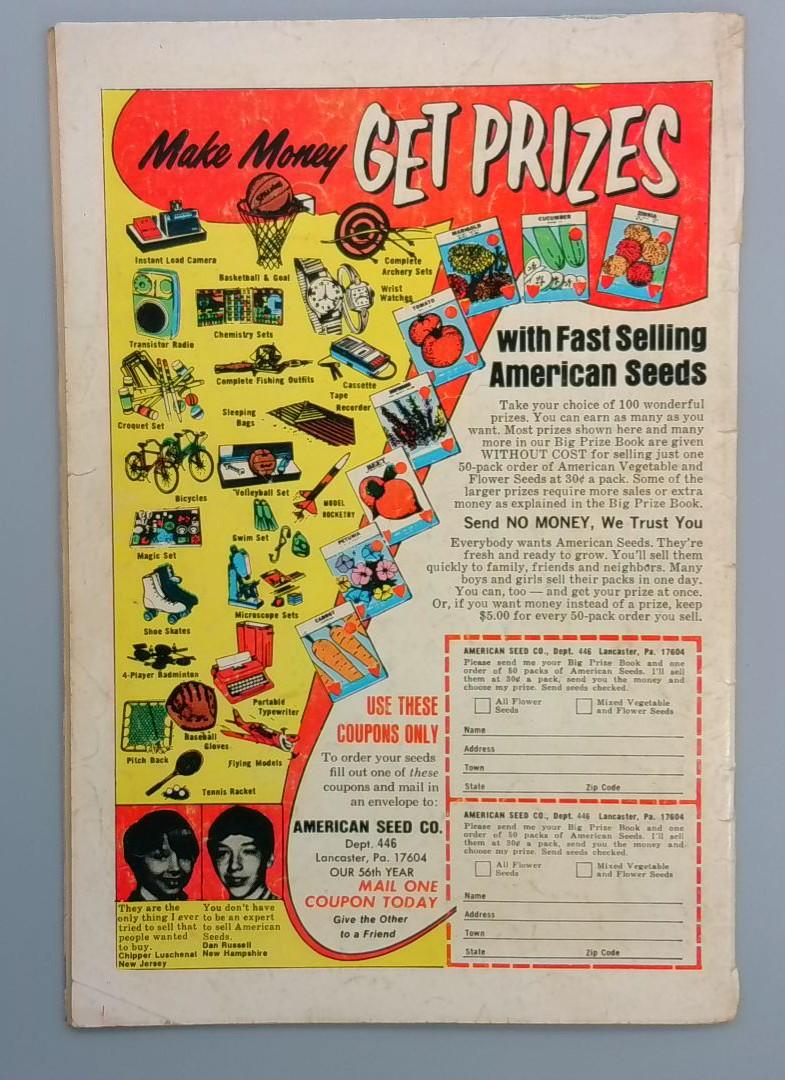 Make Money GET PRIZES
Instant Load Camera
Basketball & Goal
Complete
Archery Sets
Wrist
Watches
Transistor Radio
Chemistry Sets
Complete Fishing Outfits
Cassette
Tape
Recorder
Croquet Set
Sleeping
Bags
Bicycles
Volleyball Set
MODEL
ROCKETRY
Swim Set
Magic Set
Microscope Sets
Shoe Skates
4-Player Badminton
Portable
Typewriter
Pitch Back
Baseball
Gloves
Flying Models
Tennis Racket
MARIGOLD
CUCUMBER
ZINNIA
TOMATO
BEET
PETUNIA
CARROT
with Fast Selling
American Seeds
Take your choice of 100 wonderful
prizes. You can earn as many as you
want. Most prizes shown here and many
more in our Big Prize Book are given
WITHOUT COST for selling just one
50-pack order of American Vegetable and
Flower Seeds at 30¢ a pack. Some of the
larger prizes require more sales or extra
money as explained in the Big Prize Book.
Send NO MONEY, We Trust You
Everybody wants American Seeds. They're
fresh and ready to grow. You'll sell them
quickly to family, friends and neighbors. Many
boys and girls sell their packs in one day.
You can, too — and get your prize at once.
Or, if you want money instead of a prize, keep
$5.00 for every 50-pack order you sell.
USE THESE
COUPONS ONLY
To order your seeds
fill out one of these
coupons and mail in
an envelope to:
AMERICAN SEED CO.
Dept. 446
Lancaster, Pa. 17604
OUR 56th YEAR
MAIL ONE
COUPON TODAY
Give the Other
to a Friend
AMERICAN SEED CO., Dept. 446 Lancaster, Pa. 17604
Please send me your Big Prize Book and one
order of 50 packs of American Seeds. I'll sell
them at 30¢ a pack, send you the money and
choose my prize. Send seeds checked.
All Flower
Seeds
Mixed Vegetable
and Flower Seeds
Name
Address
Town
State Zip Code
AMERICAN SEED CO., Dept. 446 Lancaster, Pa. 17604
Please send me your Big Prize Book and one
order of 50 packs of American Seeds. I'll sell
them at 30¢ a pack, send you the money and
choose my prize. Send seeds checked.
All Flower
Seeds
Mixed Vegetable
and Flower Seeds
Name
Address
Town
State Zip Code
They are the
only thing I ever
tried to sell that
people wanted
to buy.
Chipper Luschenat
New Jersey
You don't have
to be an expert
to sell American
Seeds.
Dan Russell
New Hampshire